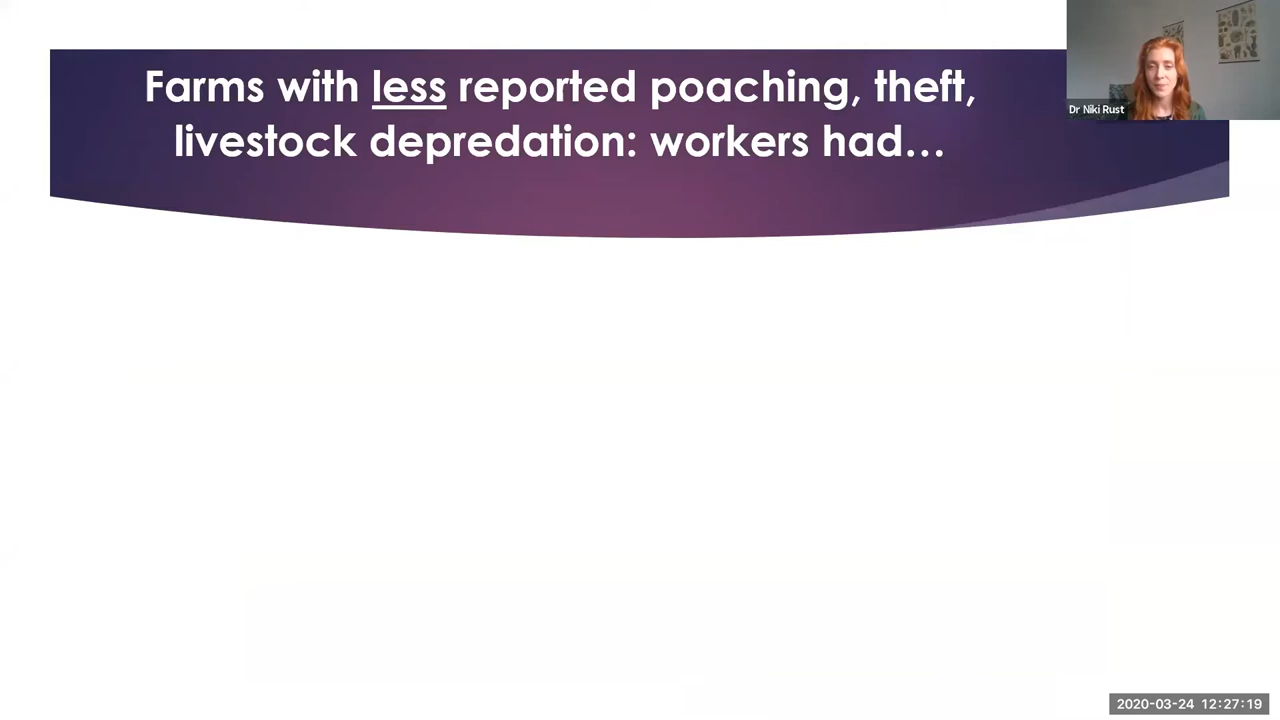 Farms with less reported poaching, theft,
livestock depredation: workers had…
Dr Niki Rust
2020-03-24 12:27:19